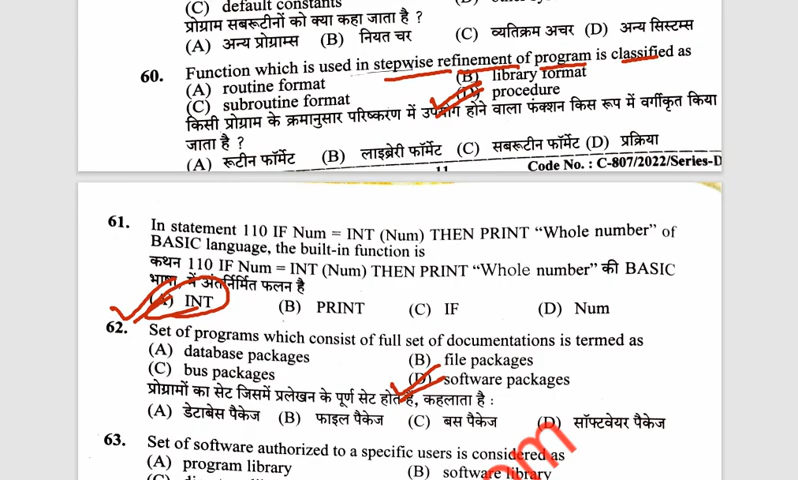 (C) default constants
प्रोग्राम सबरूटीनों को क्या कहा जाता है ?
(A) अन्य प्रोग्राम्स (B) नियत चर (C) व्यतिक्रम अचर (D) अन्य सिस्टम्स
60. Function which is used in stepwise refinement of program is classified as
(A) routine format (B) library format
(C) subroutine format (D) procedure
किसी प्रोग्राम के क्रमानुसार परिष्करण में उपयोग होने वाला फंक्शन किस रूप में वर्गीकृत किया
जाता है ?
(A) रूटीन फॉर्मेट (B) लाइब्रेरी फॉर्मेट (C) सबरूटीन फॉर्मेट (D) प्रक्रिया
11 Code No. : C-807/2022/Series-D
61. In statement 110 IF Num = INT (Num) THEN PRINT “Whole number” of
BASIC language, the built-in function is
कथन 110 IF Num = INT (Num) THEN PRINT “Whole number” की BASIC
भाषा में अंतर्निर्मित फलन है
(A) INT (B) PRINT (C) IF (D) Num
62. Set of programs which consist of full set of documentations is termed as
(A) database packages (B) file packages
(C) bus packages (D) software packages
प्रोग्रामों का सेट जिसमें प्रलेखन के पूर्ण सेट होते हैं, कहलाता है :
(A) डेटाबेस पैकेज (B) फाइल पैकेज (C) बस पैकेज (D) सॉफ्टवेयर पैकेज
63. Set of software authorized to a specific users is considered as
(A) program library (B) software library